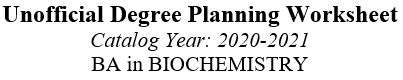 Unofficial Degree Planning Worksheet
Catalog Year: 2020-2021
BA in BIOCHEMISTRY